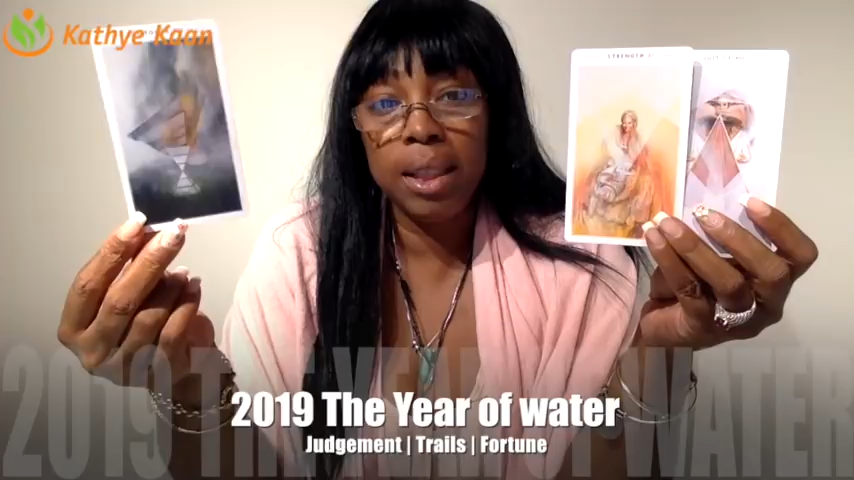 Kathye Kaan
STRENGTH
2019 The Year of water
Judgement | Trails | Fortune
2019 THE YEAR OF WATER